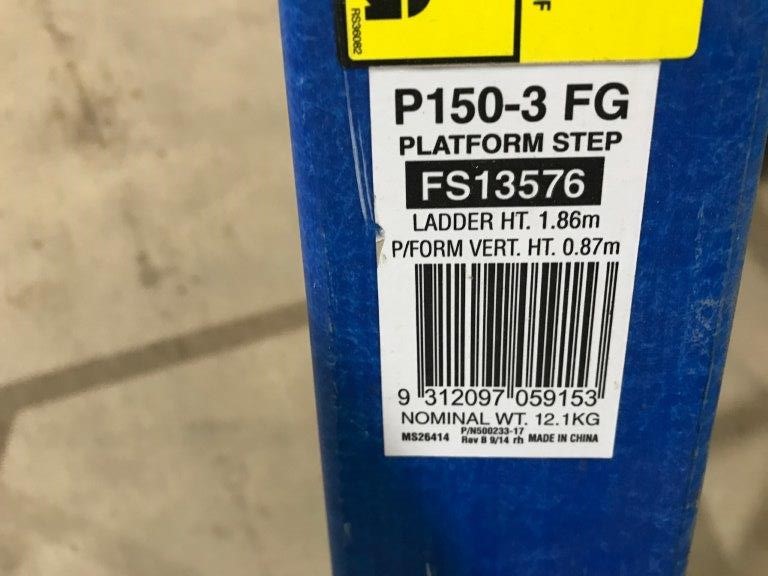 RS36082
F
P150-3 FG
PLATFORM STEP
FS13576
LADDER HT. 1.86m
P/FORM VERT. HT. 0.87m
9 312097 059153
NOMINAL WT. 12.1KG
P/N500233-17
MS26414 Rev B 9/14 rh MADE IN CHINA